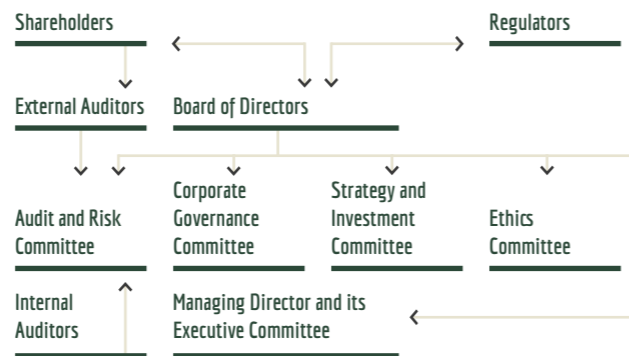 Shareholders
Regulators
External Auditors
Board of Directors
Audit and Risk
Committee
Corporate
Governance
Committee
Strategy and
Investment
Committee
Ethics
Committee
Internal
Auditors
Managing Director and its
Executive Committee